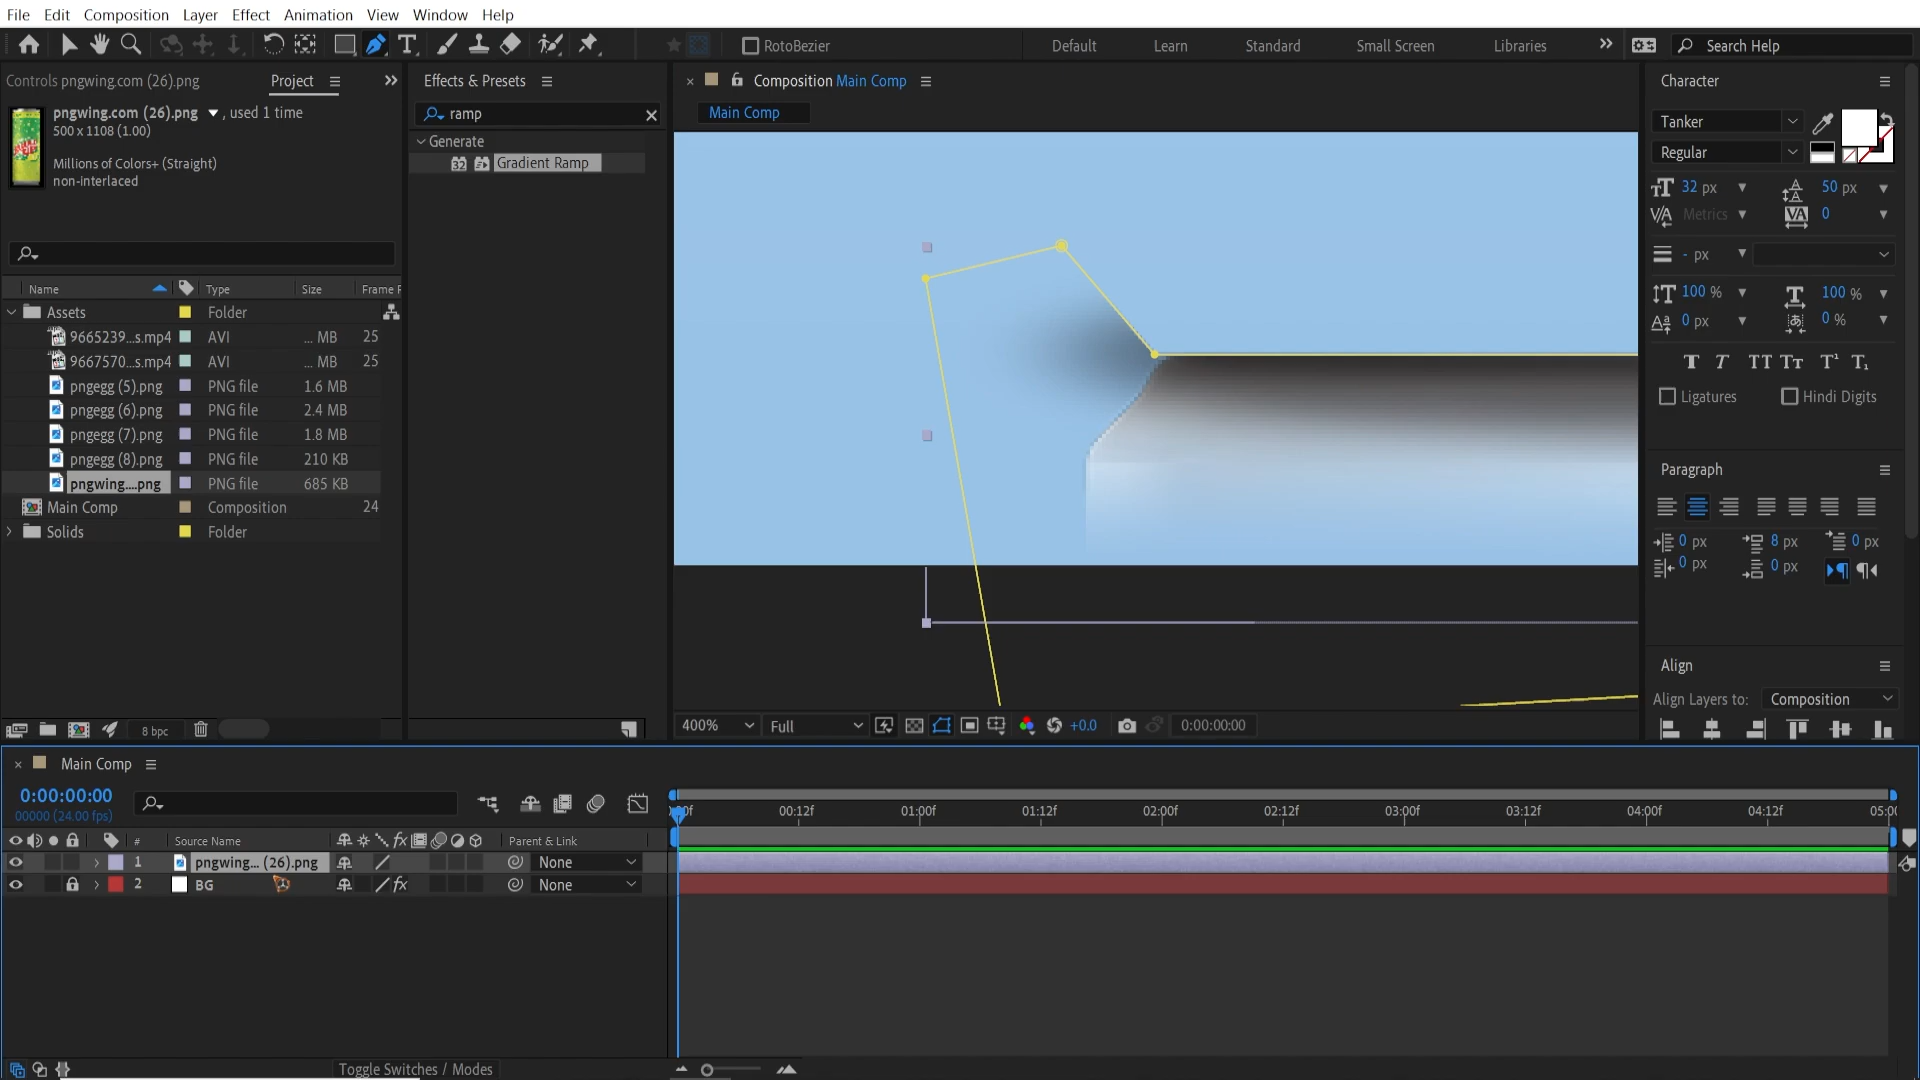 File Edit Composition Layer Effect Animation View Window Help
RotoBezier Default Learn Standard Small Screen Libraries Search Help
Controls pngwing.com (26).png Project
pngwing.com (26).png , used 1 time
500 x 1108 (1.00)
Millions of Colors+ (Straight)
non-interlaced
Name Type Size Frame R
Assets Folder
9665239...s.mp4 AVI ... MB 25
9667570...s.mp4 AVI ... MB 25
pngegg (5).png PNG file 1.6 MB
pngegg (6).png PNG file 2.4 MB
pngegg (7).png PNG file 1.8 MB
pngegg (8).png PNG file 210 KB
pngwing....png PNG file 685 KB
Main Comp Composition 24
Solids Folder
8 bpc
Effects & Presets
ramp
Generate
32 Gradient Ramp
Composition Main Comp
Main Comp
400% Full +0.0 0:00:00:00
Character
Tanker
Regular
32 px 50 px
Metrics 0
- px
100 % 100 %
0 px 0 %
Ligatures Hindi Digits
Paragraph
0 px 8 px 0 px
0 px 0 px
Align
Align Layers to: Composition
Main Comp
0:00:00:00
00000 (24.00 fps)
# Source Name Parent & Link
1 pngwing... (26).png None
2 BG fx None
00f 00:12f 01:00f 01:12f 02:00f 02:12f 03:00f 03:12f 04:00f 04:12f 05:00
Toggle Switches / Modes